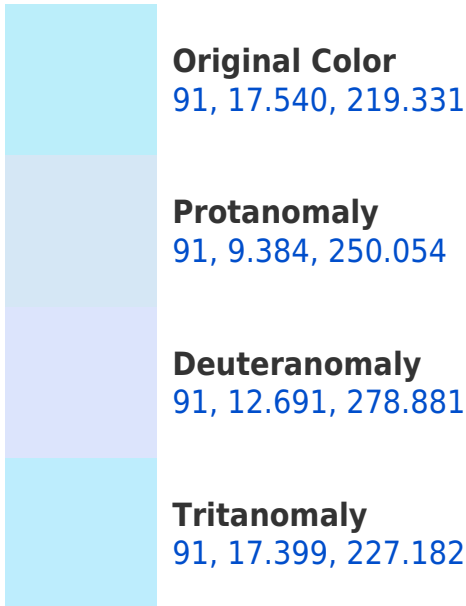 Original Color
91, 17.540, 219.331
Protanomaly
91, 9.384, 250.054
Deuteranomaly
91, 12.691, 278.881
Tritanomaly
91, 17.399, 227.182